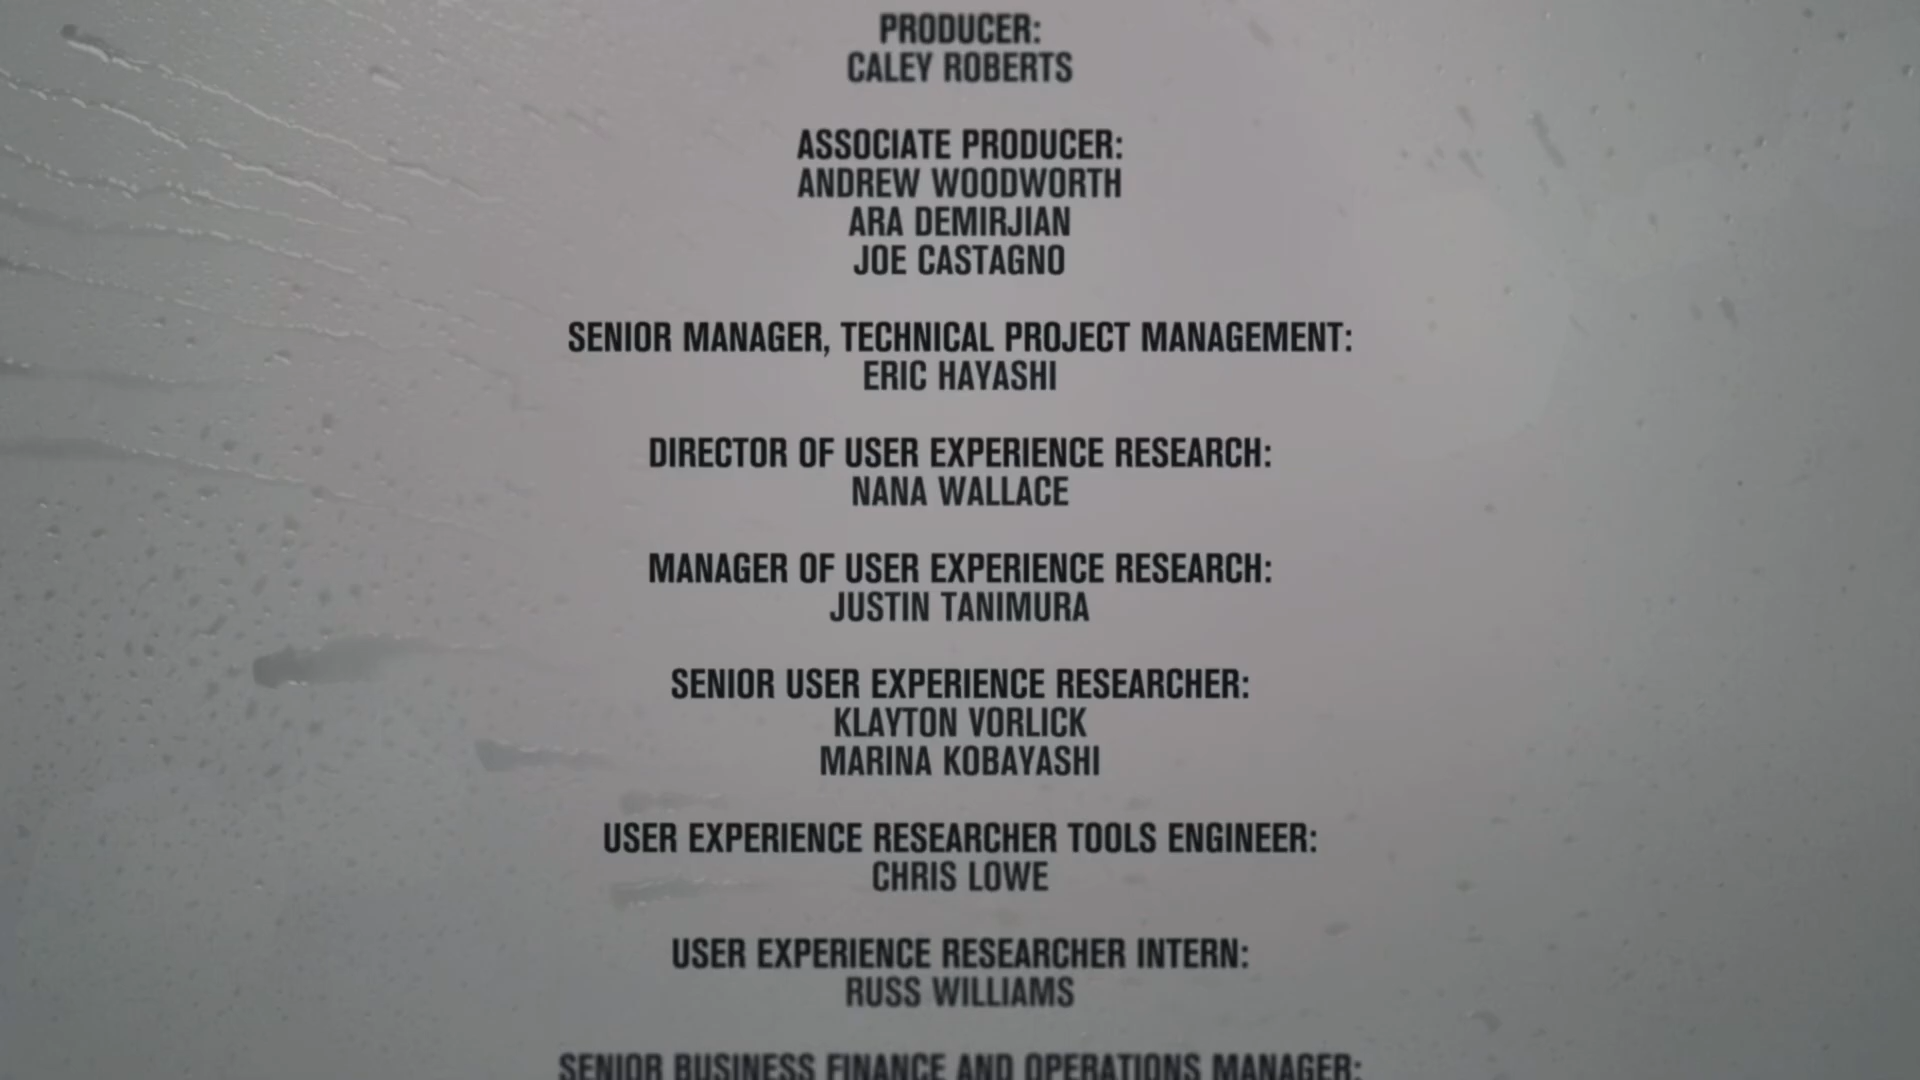 PRODUCER:
CALEY ROBERTS
ASSOCIATE PRODUCER:
ANDREW WOODWORTH
ARA DEMIRJIAN
JOE CASTAGNO
SENIOR MANAGER, TECHNICAL PROJECT MANAGEMENT:
ERIC HAYASHI
DIRECTOR OF USER EXPERIENCE RESEARCH:
NANA WALLACE
MANAGER OF USER EXPERIENCE RESEARCH:
JUSTIN TANIMURA
SENIOR USER EXPERIENCE RESEARCHER:
KLAYTON VORLICK
MARINA KOBAYASHI
USER EXPERIENCE RESEARCHER TOOLS ENGINEER:
CHRIS LOWE
USER EXPERIENCE RESEARCHER INTERN:
RUSS WILLIAMS
SENIOR BUSINESS FINANCE AND OPERATIONS MANAGER: